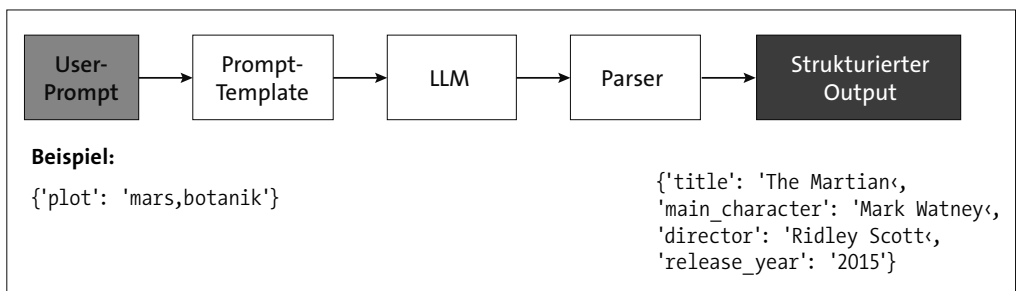 User-
Prompt
Prompt-
Template
LLM
Parser
Strukturierter
Output
Beispiel:
{'plot': 'mars,botanik'}
{'title': 'The Martian‹,
'main_character': 'Mark Watney‹,
'director': 'Ridley Scott‹,
'release_year': '2015'}